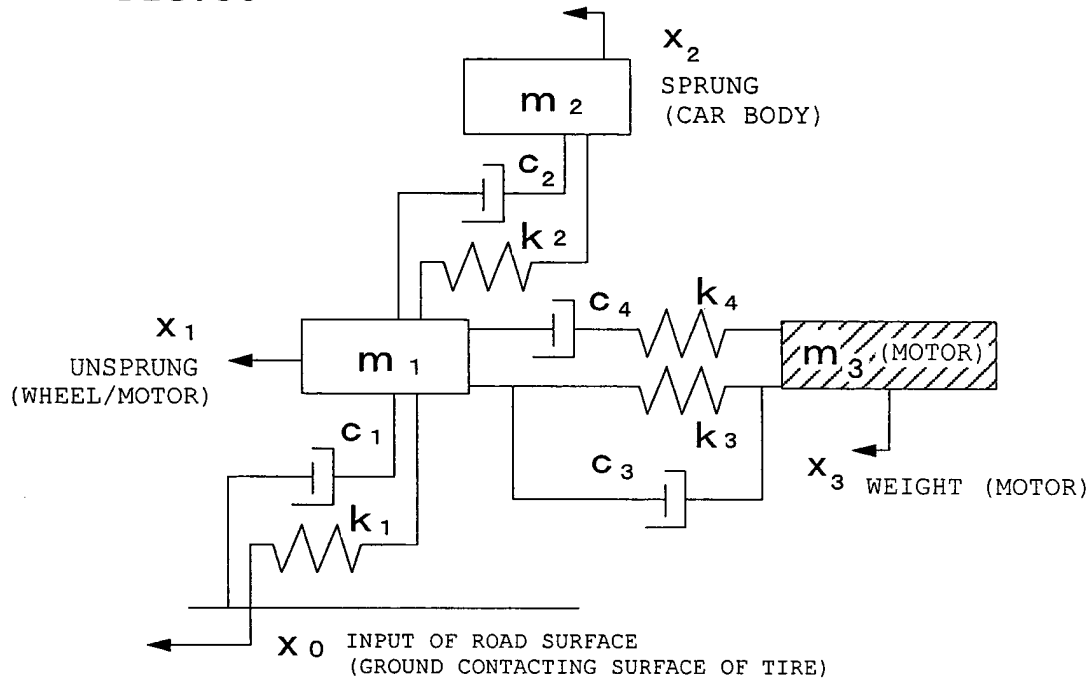 x2
SPRUNG
(CAR BODY)
m2
c2
k2
x1
UNSPRUNG
(WHEEL/MOTOR)
m1
c4
k4
m3 (MOTOR)
k3
c3
x3 WEIGHT (MOTOR)
c1
k1
x0 INPUT OF ROAD SURFACE
(GROUND CONTACTING SURFACE OF TIRE)